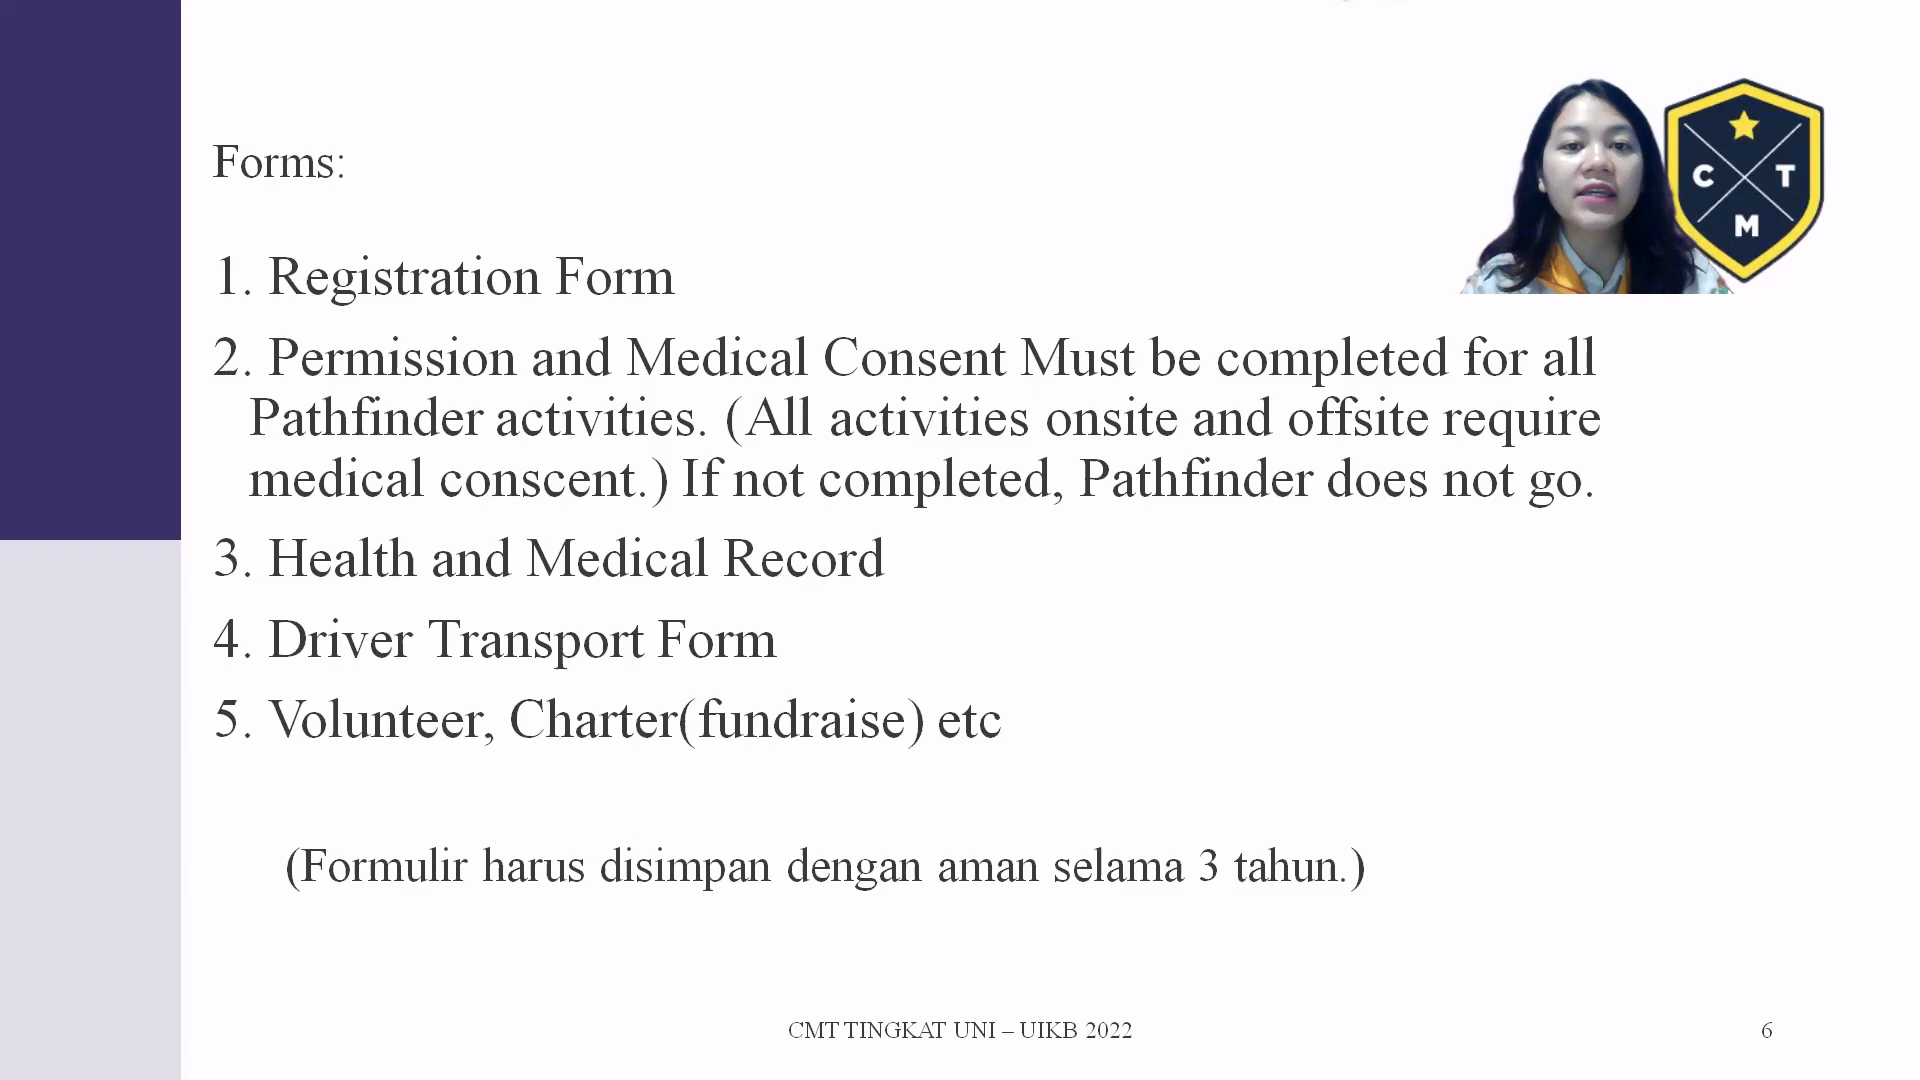 Forms:
C T
M
1. Registration Form
2. Permission and Medical Consent Must be completed for all
Pathfinder activities. (All activities onsite and offsite require
medical conscent.) If not completed, Pathfinder does not go.
3. Health and Medical Record
4. Driver Transport Form
5. Volunteer, Charter(fundraise) etc
(Formulir harus disimpan dengan aman selama 3 tahun.)
CMT TINGKAT UNI – UIKB 2022
6